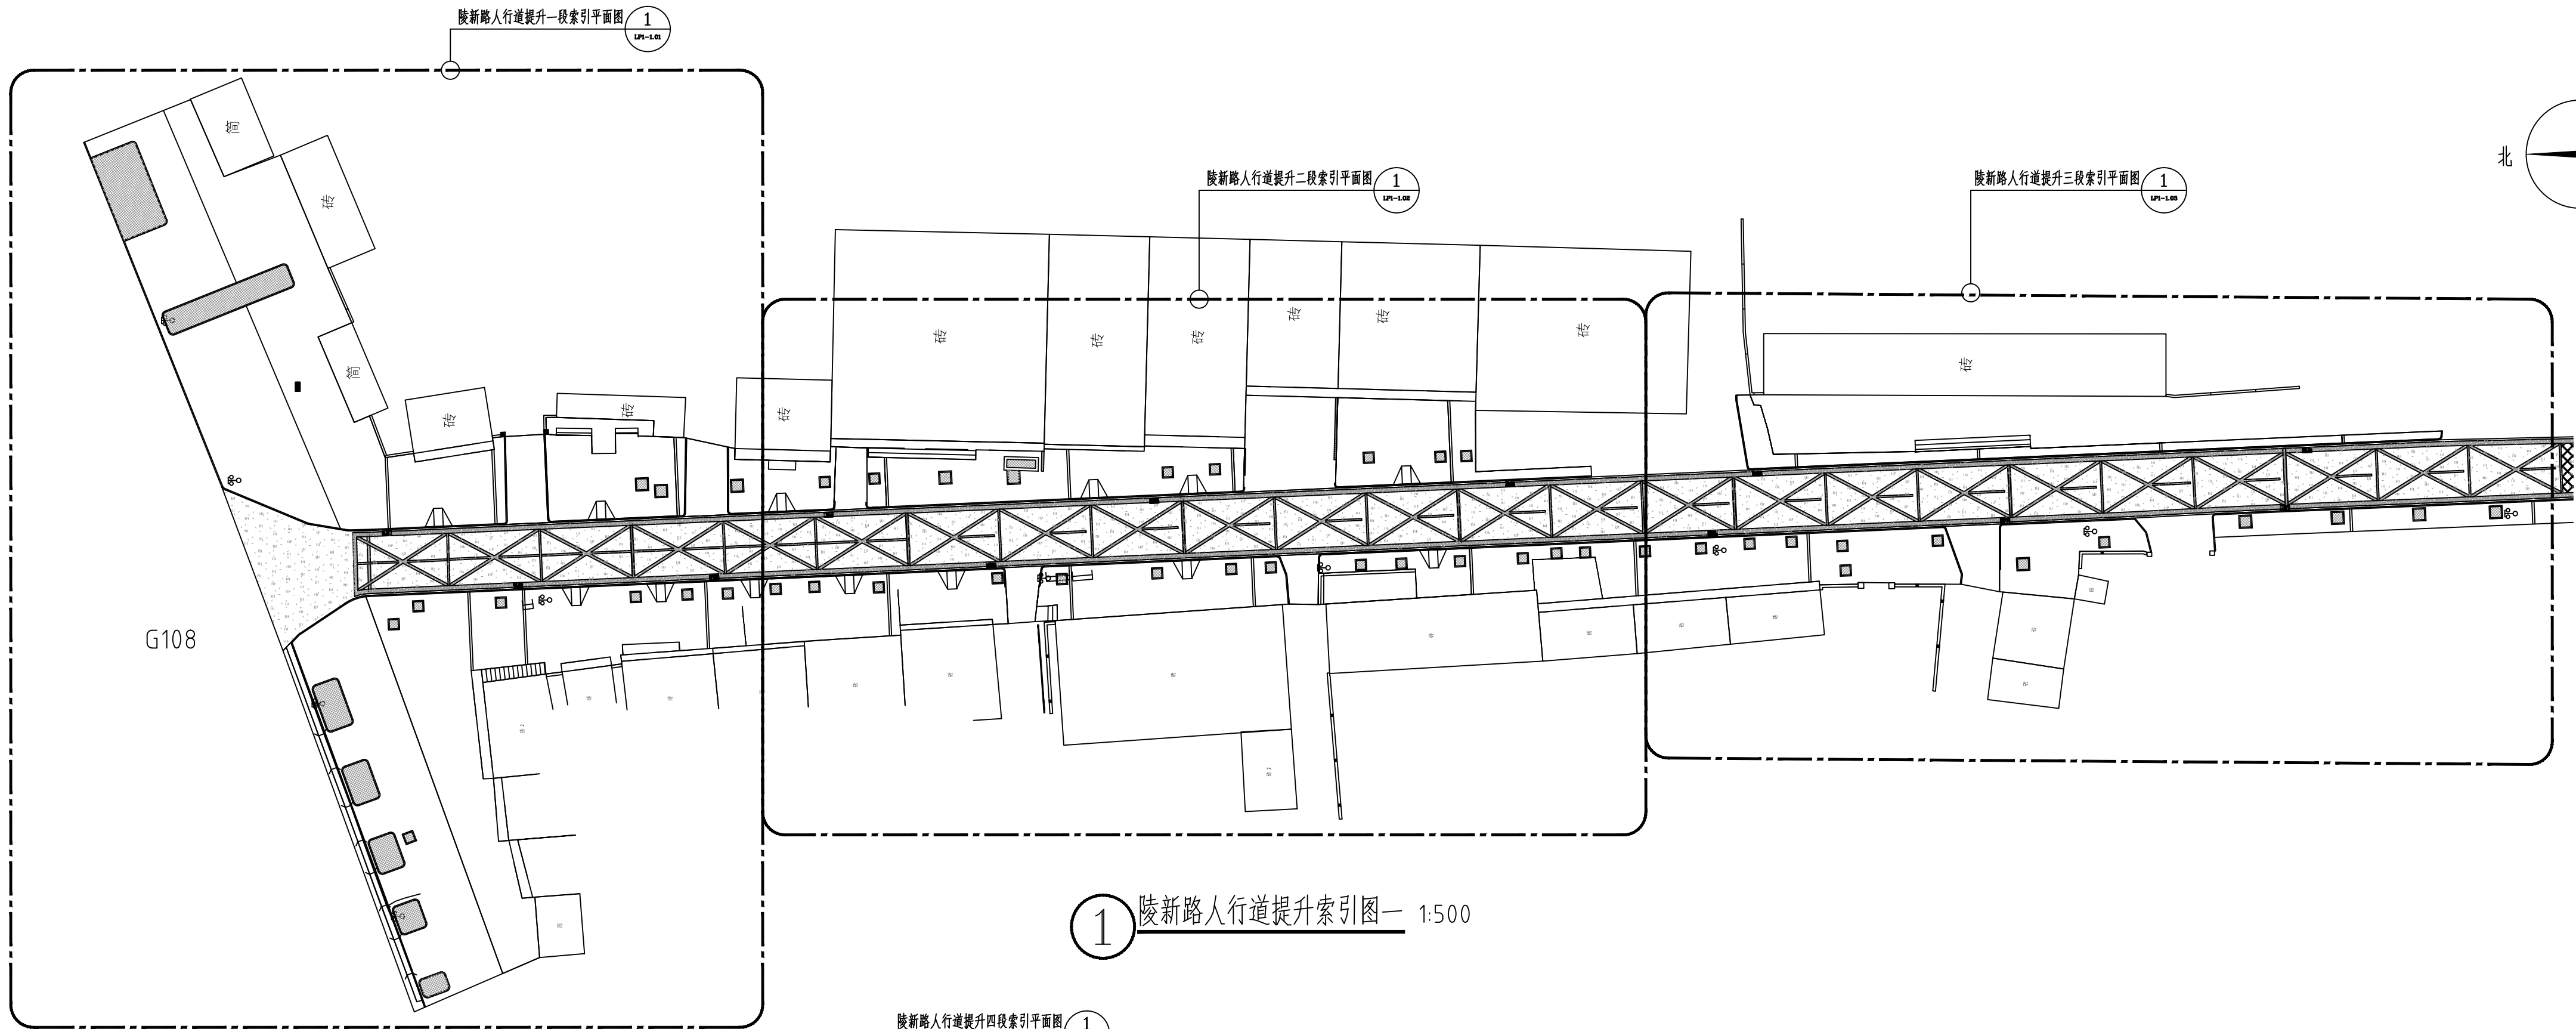 陵新路人行道提升一段索引平面图
1
LP1-1.01
陵新路人行道提升二段索引平面图
1
LP1-1.02
陵新路人行道提升三段索引平面图
1
LP1-1.03
北
简
砖
简
砖
砖
砖
砖
砖
砖
砖
砖
砖
砖
G108
1
陵新路人行道提升索引图一 1:500
陵新路人行道提升四段索引平面图
1